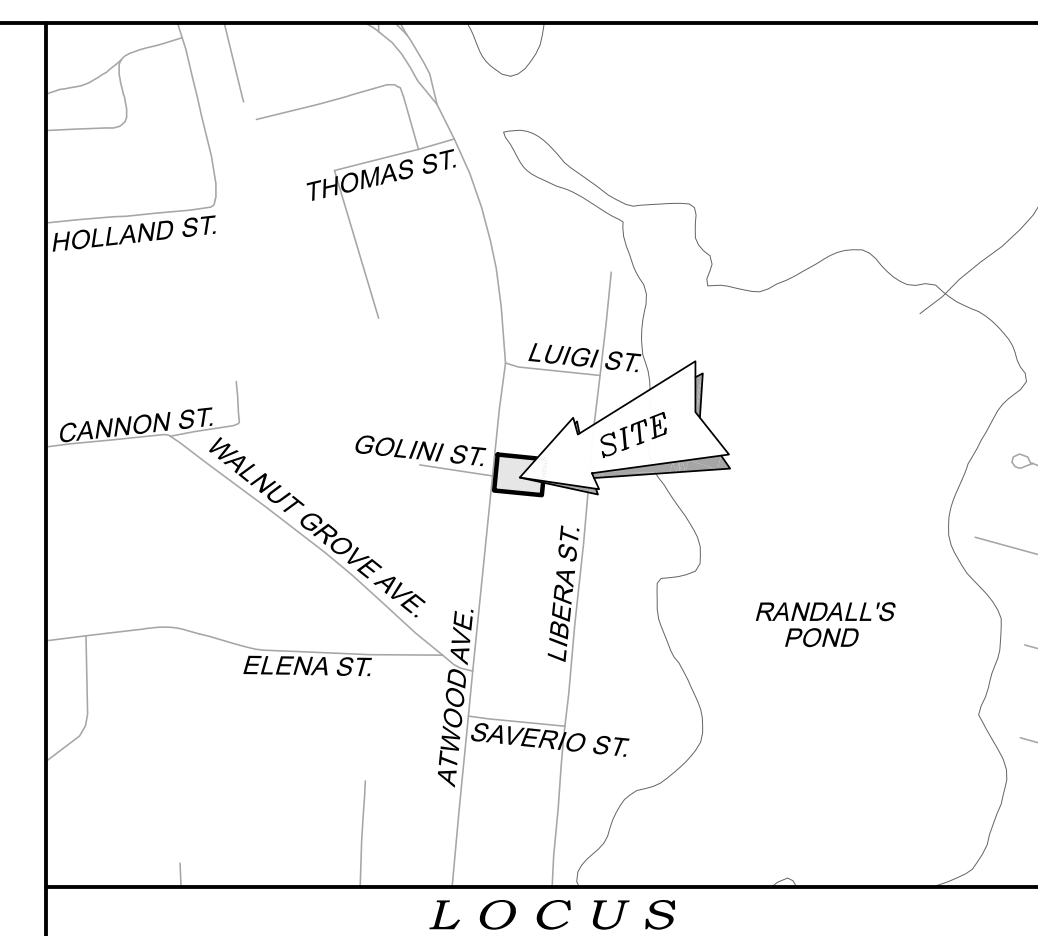 THOMAS ST.
HOLLAND ST.
LUIGI ST.
CANNON ST.
SITE
GOLINI ST.
WALNUT GROVE AVE.
LIBERA ST.
RANDALL'S
POND
ATWOOD AVE.
ELENA ST.
SAVERIO ST.
LOCUS